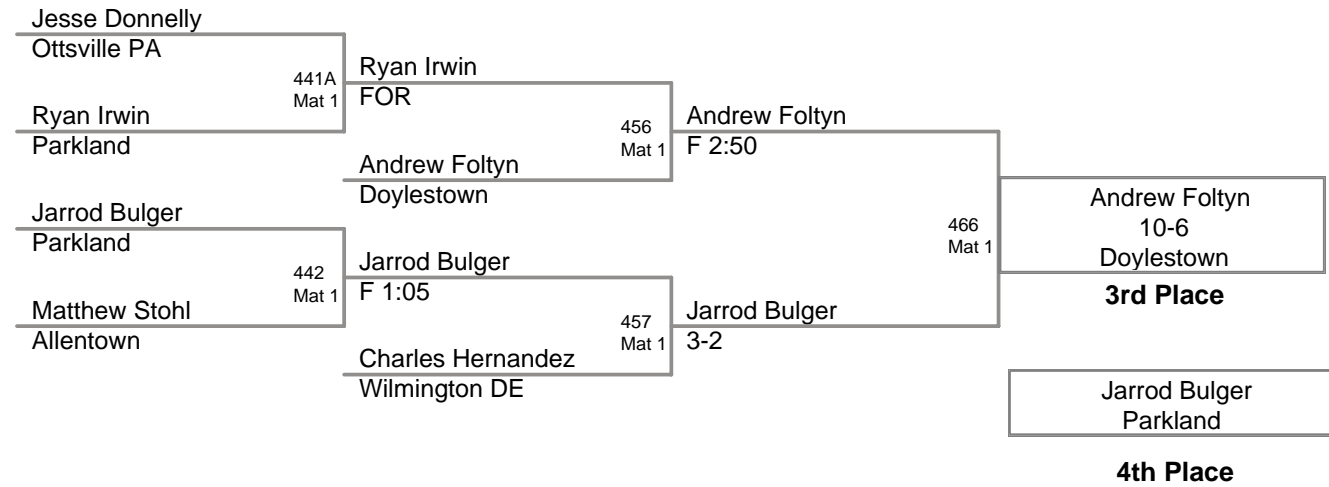 Jesse Donnelly
Ottsville PA
441A
Mat 1
Ryan Irwin
FOR
Ryan Irwin
Parkland
456
Mat 1
Andrew Foltyn
F 2:50
Andrew Foltyn
Doylestown
Jarrod Bulger
Parkland
442
Mat 1
Jarrod Bulger
F 1:05
Matthew Stohl
Allentown
457
Mat 1
Jarrod Bulger
3-2
Charles Hernandez
Wilmington DE
466
Mat 1
Andrew Foltyn
10-6
Doylestown
3rd Place
Jarrod Bulger
Parkland
4th Place